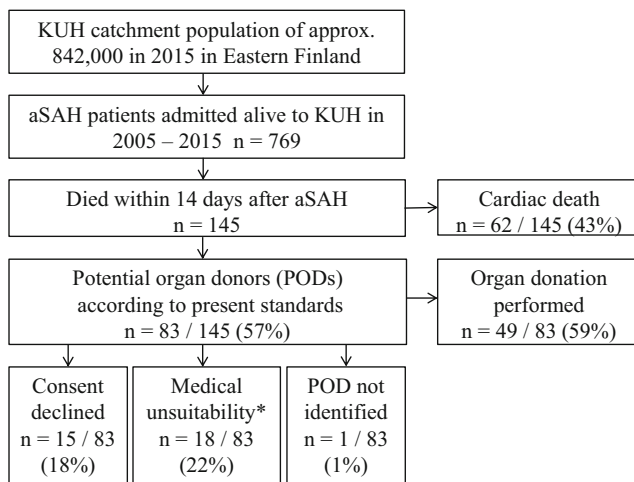 KUH catchment population of approx.
842,000 in 2015 in Eastern Finland
aSAH patients admitted alive to KUH in
2005 – 2015 n = 769
Died within 14 days after aSAH
n = 145
Cardiac death
n = 62 / 145 (43%)
Potential organ donors (PODs)
according to present standards
n = 83 / 145 (57%)
Organ donation
performed
n = 49 / 83 (59%)
Consent
declined
n = 15 / 83
(18%)
Medical
unsuitability*
n = 18 / 83
(22%)
POD not
identified
n = 1 / 83
(1%)